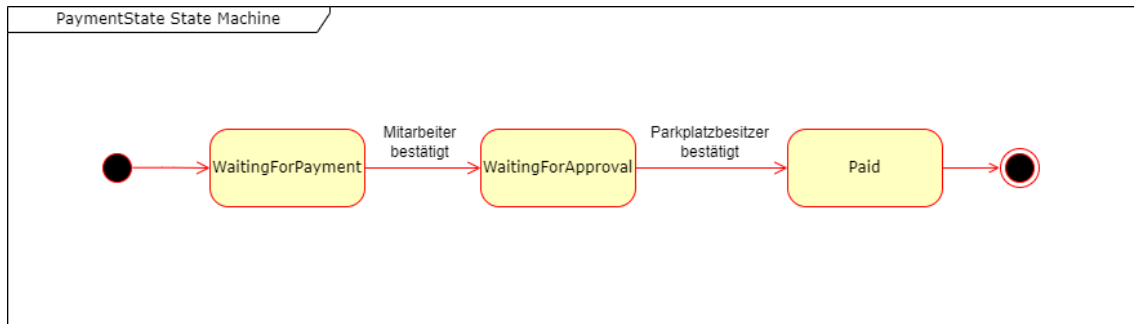 PaymentState State Machine
Mitarbeiter
bestätigt
Parkplatzbesitzer
bestätigt
WaitingForPayment
WaitingForApproval
Paid